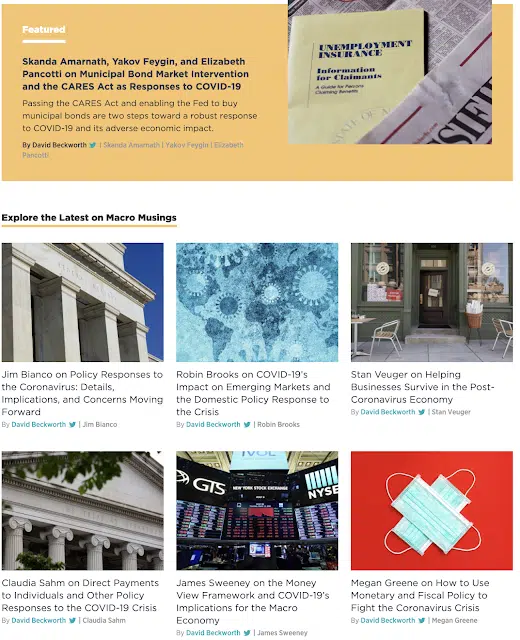 Featured
UNEMPLOYMENT
INSURANCE
Information
for Claimants
A Guide for Persons
Claiming Benefits
STATE OF
Skanda Amarnath, Yakov Feygin, and Elizabeth
Pancotti on Municipal Bond Market Intervention
and the CARES Act as Responses to COVID-19
Passing the CARES Act and enabling the Fed to buy
municipal bonds are two steps toward a robust response
to COVID-19 and its adverse economic impact.
By David Beckworth | Skanda Amarnath | Yakov Feygin | Elizabeth
Pancotti
Explore the Latest on Macro Musings
Jim Bianco on Policy Responses to
the Coronavirus: Details,
Implications, and Concerns Moving
Forward
By David Beckworth | Jim Bianco
Robin Brooks on COVID-19's
Impact on Emerging Markets and
the Domestic Policy Response to
the Crisis
By David Beckworth | Robin Brooks
Stan Veuger on Helping
Businesses Survive in the Post-
Coronavirus Economy
By David Beckworth | Stan Veuger
GTS
NEW YORK STOCK EXCHANGE
NYSE
Claudia Sahm on Direct Payments
to Individuals and Other Policy
Responses to the COVID-19 Crisis
By David Beckworth | Claudia Sahm
James Sweeney on the Money
View Framework and COVID-19's
Implications for the Macro
Economy
By David Beckworth | James Sweeney
Megan Greene on How to Use
Monetary and Fiscal Policy to
Fight the Coronavirus Crisis
By David Beckworth | Megan Greene